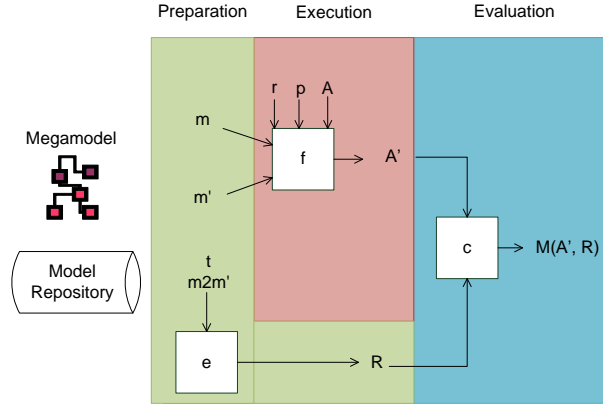 Preparation
Execution
Evaluation
r
p
A
m
Megamodel
f
A'
m'
Model
Repository
t
m2m'
c
M(A', R)
e
R